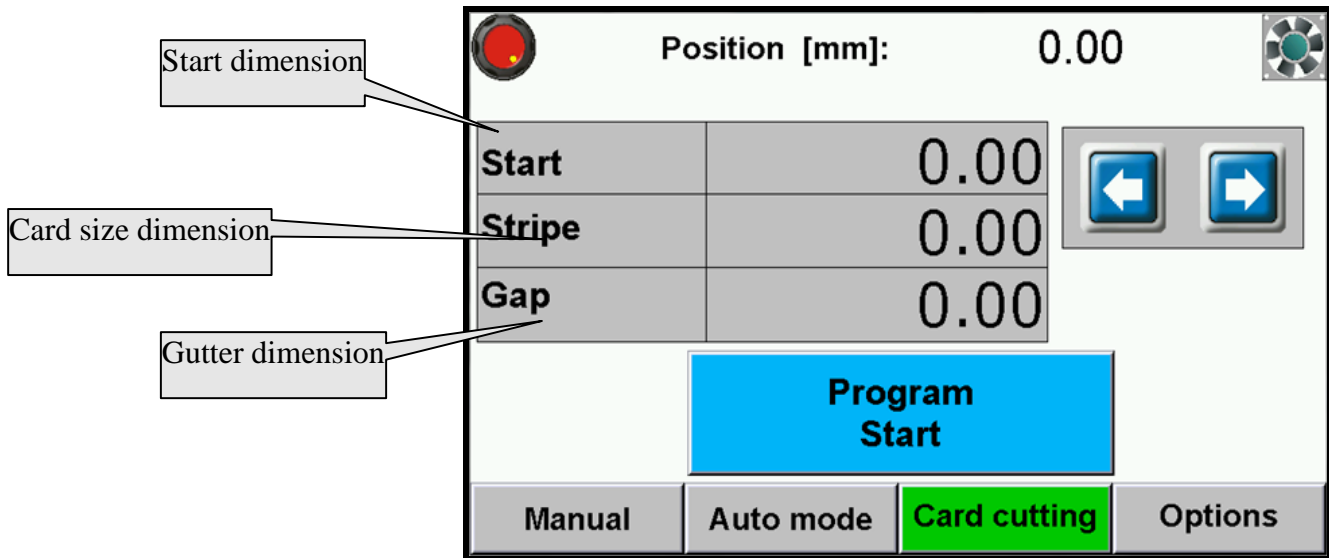 Start dimension
Position [mm]: 0.00
Start 0.00
Card size dimension
Stripe 0.00
Gap 0.00
Gutter dimension
Program
Start
Manual Auto mode Card cutting Options